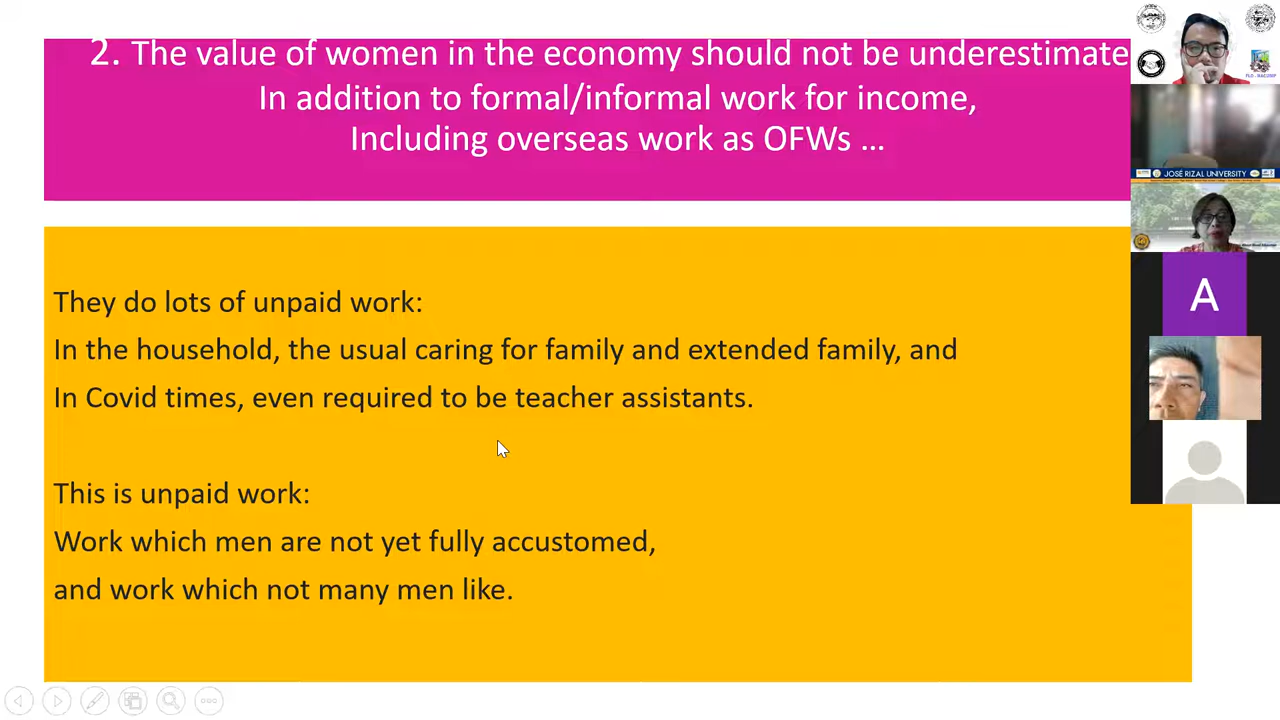 2. The value of women in the economy should not be underestimate
In addition to formal/informal work for income,
Including overseas work as OFWs …
They do lots of unpaid work:
In the household, the usual caring for family and extended family, and
In Covid times, even required to be teacher assistants.
This is unpaid work:
Work which men are not yet fully accustomed,
and work which not many men like.
JOSÉ RIZAL UNIVERSITY
A